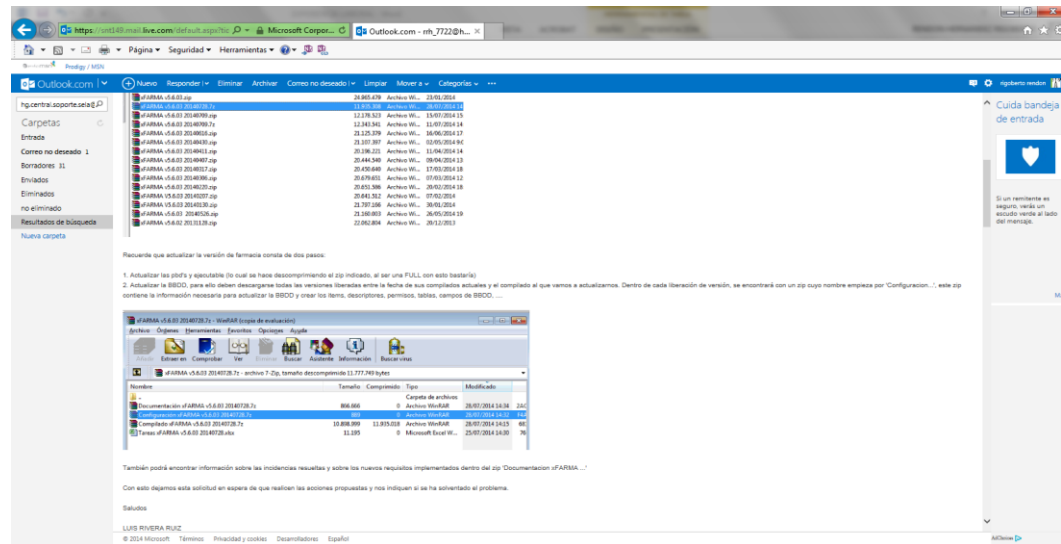 https://snt149.mail.live.com/default.aspx?tic
Microsoft Corpor...
Outlook.com - rrh_7722@h...
Página
Seguridad
Herramientas
Prodigy / MSN
Outlook.com
Nuevo Responder Eliminar Archivar Correo no deseado Limpiar Mover a Categorías ...
rigoberto rendon
hg.central.soporte.sela@
Carpetas
Entrada
Correo no deseado 1
Borradores 31
Enviados
Eliminados
no eliminado
Resultados de búsqueda
Nueva carpeta
xFARMA v5.6.03.zip 24.965.479 Archivo Wi... 23/01/2014
xFARMA v5.6.03 20140728.7z 11.935.308 Archivo Wi... 28/07/2014 14
xFARMA v5.6.03 20140709.zip 12.178.523 Archivo Wi... 15/07/2014 15
xFARMA v5.6.03 20140709.7z 12.343.541 Archivo Wi... 11/07/2014 14
xFARMA v5.6.03 20140616.zip 21.125.379 Archivo Wi... 16/06/2014 17
xFARMA v5.6.03 20140430.zip 21.107.397 Archivo Wi... 02/05/2014 9:0
xFARMA v5.6.03 20140411.zip 20.196.221 Archivo Wi... 11/04/2014 14
xFARMA v5.6.03 20140407.zip 20.444.540 Archivo Wi... 09/04/2014 13
xFARMA v5.6.03 20140317.zip 20.450.640 Archivo Wi... 17/03/2014 18
xFARMA v5.6.03 20140306.zip 20.679.651 Archivo Wi... 07/03/2014 12
xFARMA v5.6.03 20140220.zip 20.651.586 Archivo Wi... 20/02/2014 18
xFARMA V5.6.03 20140207.zip 20.641.512 Archivo Wi... 07/02/2014
xFARMA V5.6.03 20140130.zip 21.787.166 Archivo Wi... 30/01/2014
xFARMA v5.6.03 20140526.zip 21.160.003 Archivo Wi... 26/05/2014 19
xFARMA v5.6.02 20131120.zip 22.062.804 Archivo Wi... 20/12/2013
Recuerde que actualizar la versión de farmacia consta de dos pasos:
1. Actualizar las pbd's y ejecutable (lo cual se hace descomprimiendo el zip indicado, al ser una FULL con esto bastaría)
2. Actualizar la BBDD, para ello deben descargarse todas las versiones liberadas entre la fecha de sus compilados actuales y el compilado al que vamos a actualizarnos. Dentro de cada liberación de versión, se encontrará con un zip cuyo nombre empieza por 'Configuracion...', este zip
contiene la información necesaria para actualizar la BBDD y crear los ítems, descriptores, permisos, tablas, campos de BBDD, ....
xFARMA v5.6.03 20140728.7z - WinRAR (copia de evaluación)
Archivo Órdenes Herramientas Favoritos Opciones Ayuda
Añadir Extraer en Comprobar Ver Eliminar Buscar Asistente Información Buscar virus
xFARMA v5.6.03 20140728.7z - archivo 7-Zip, tamaño descomprimido 11.777.749 bytes
Nombre Tamaño Comprimido Tipo Modificado
.. Carpeta de archivos
Documentación xFARMA v5.6.03 20140728.7z 866.666 0 Archivo WinRAR 28/07/2014 14:34
Configuración xFARMA v5.6.03 20140728.7z 889 0 Archivo WinRAR 28/07/2014 14:32
Compilado xFARMA v5.6.03 20140728.7z 10.898.999 11.935.018 Archivo WinRAR 28/07/2014 14:15
Tareas xFARMA v5.6.03 20140728.xlsx 11.195 0 Microsoft Excel W... 25/07/2014 14:30
También podrá encontrar información sobre las incidencias resueltas y sobre los nuevos requisitos implementados dentro del zip 'Documentacion xFARMA ...'
Con esto dejamos esta solicitud en espera de que realicen las acciones propuestas y nos indiquen si se ha solventado el problema.
Saludos
LUIS RIVERA RUIZ
Cuida bandeja
de entrada
Si un remitente es
seguro, verás un
escudo verde al lado
del mensaje.
© 2014 Microsoft Términos Privacidad y cookies Desarrolladores Español
AdChoices